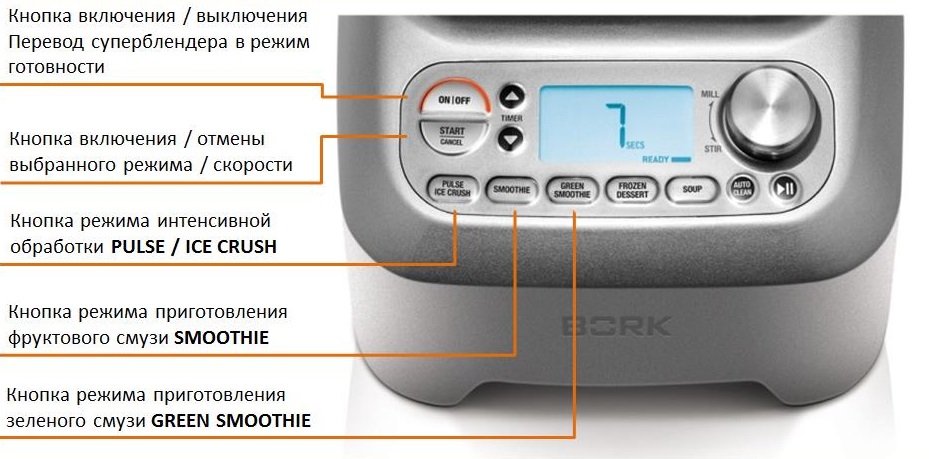 Кнопка включения / выключения
Перевод суперблендера в режим
готовности
Кнопка включения / отмены
выбранного режима / скорости
Кнопка режима интенсивной
обработки PULSE / ICE CRUSH
Кнопка режима приготовления
фруктового смузи SMOOTHIE
Кнопка режима приготовления
зеленого смузи GREEN SMOOTHIE
ON|OFF
START
CANCEL
TIMER
7 SECS
READY
MILL
STIR
PULSE
ICE CRUSH
SMOOTHIE
GREEN
SMOOTHIE
FROZEN
DESSERT
SOUP
AUTO
CLEAN
BORK